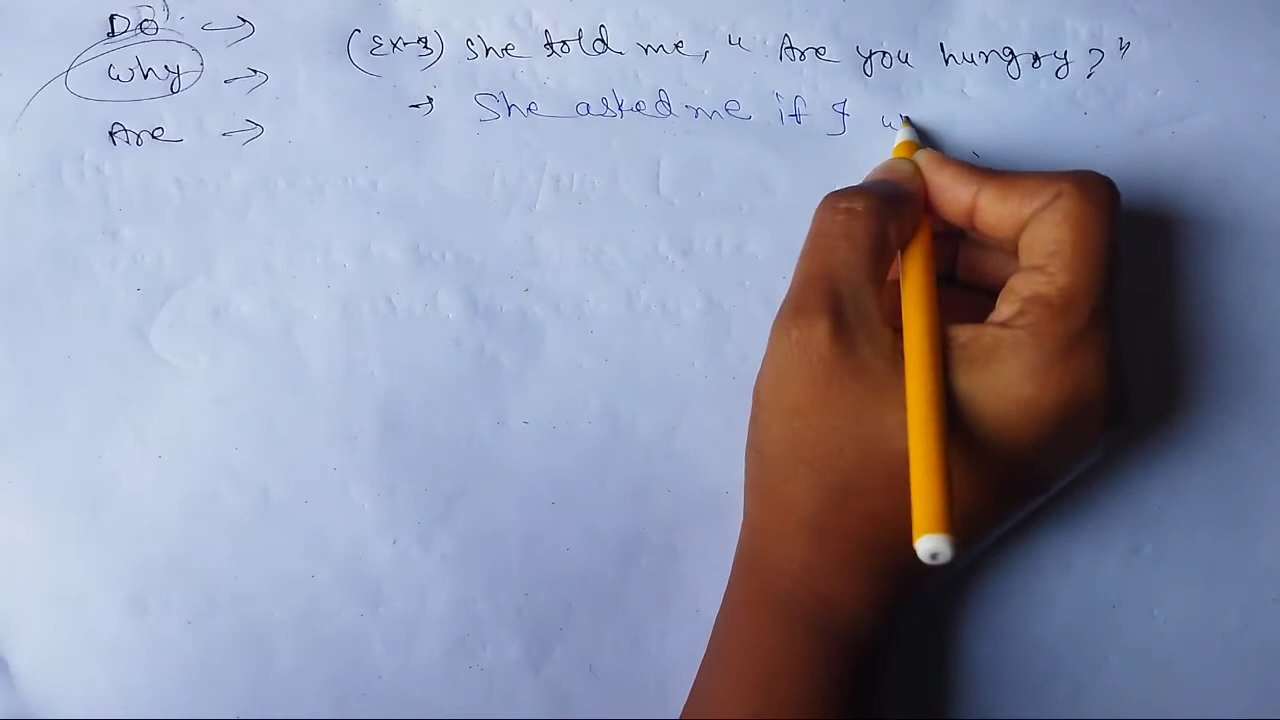 Do →
why →
Are →
(Ex-3) She told me, "Are you hungry?"
→ She asked me if I